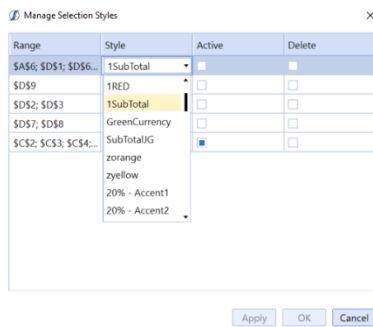 Manage Selection Styles
Range Style Active Delete
$A$6; $D$1; $D$6... 1SubTotal
$D$9 1RED
$D$2; $D$3 1SubTotal
$D$7; $D$8 GreenCurrency
$C$2; $C$3; $C$4;... SubTotalJG
zorange
zyellow
20% - Accent1
20% - Accent2
Apply OK Cancel